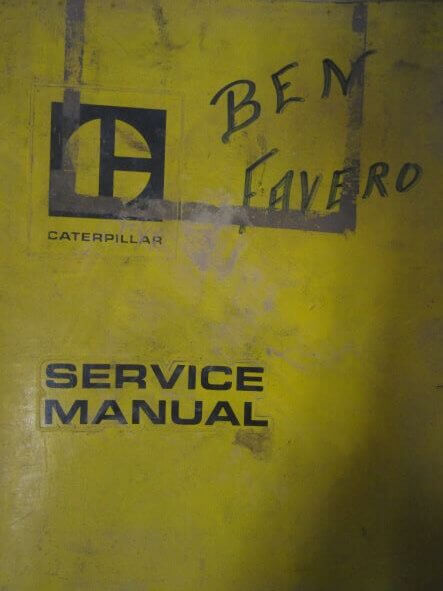 BEN
FAVERO
CATERPILLAR
SERVICE
MANUAL